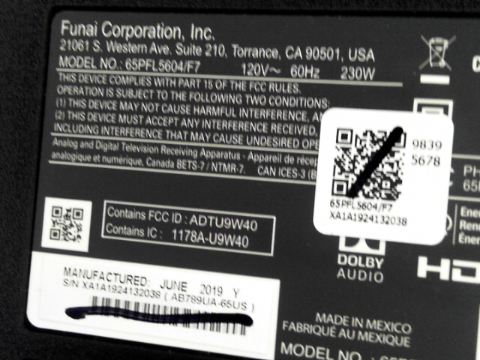 Funai Corporation, Inc.
21061 S. Western Ave. Suite 210, Torrance, CA 90501, USA
MODEL NO.: 65PFL5604/F7 120V~ 60Hz 230W
THIS DEVICE COMPLIES WITH PART 15 OF THE FCC RULES.
OPERATION IS SUBJECT TO THE FOLLOWING TWO CONDITIONS:
(1) THIS DEVICE MAY NOT CAUSE HARMFUL INTERFERENCE,
(2) THIS DEVICE MUST ACCEPT ANY INTERFERENCE RECEIVED,
INCLUDING INTERFERENCE THAT MAY CAUSE UNDESIRED
Analog and Digital Television Receiving Apparatus - Appareil de
analogique et numérique, Canada BETS-7 / NTMR-7. CAN ICES-3
9839
5678
65PFL5604/F7
XA1A1924132038
Contains FCC ID : ADTU9W40
Contains IC : 1178A-U9W40
DOLBY
AUDIO
MANUFACTURED: JUNE 2019 Y
S/N XA1A1924132038 ( AB789UA-65US )
MADE IN MEXICO
FABRIQUÉ AU MEXIQUE
MODEL NO.